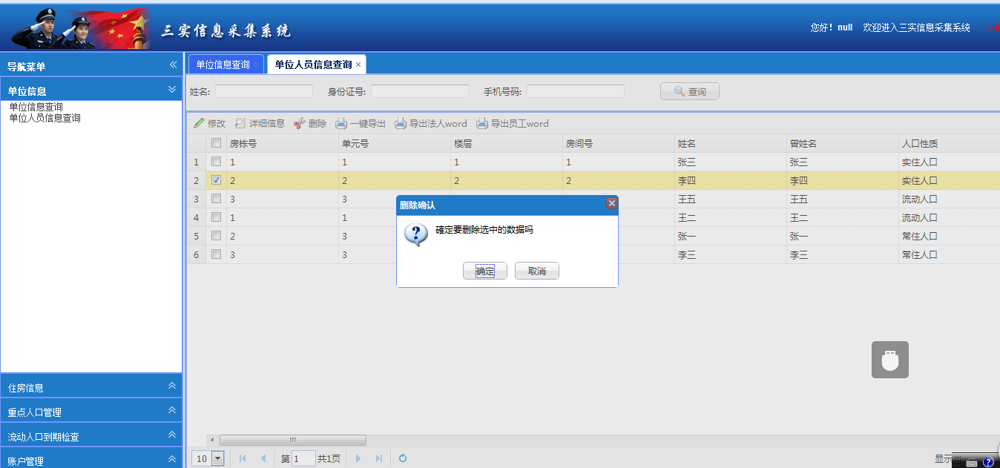 三实信息采集系统
您好! null 欢迎进入三实信息采集系统
导航菜单
单位信息查询 单位人员信息查询
单位信息
单位信息查询
单位人员信息查询
姓名: 身份证号: 手机号码: 查询
修改 详细信息 删除 一键导出 导出法人word 导出员工word
房栋号 单元号 楼层 房间号 姓名 曾姓名 人口性质
1 1 1 1 1 张三 张三 实住人口
2 2 2 2 2 李四 李四 实住人口
3 3 3 王五 王五 流动人口
4 1 1 王二 王二 流动人口
5 2 3 张一 张一 常住人口
6 3 3 李三 李三 常住人口
删除确认
確定要删除选中的数据吗
确定 取消
住房信息
重点人口管理
流动人口到期检查
账户管理
10 第 1 共1页 显示